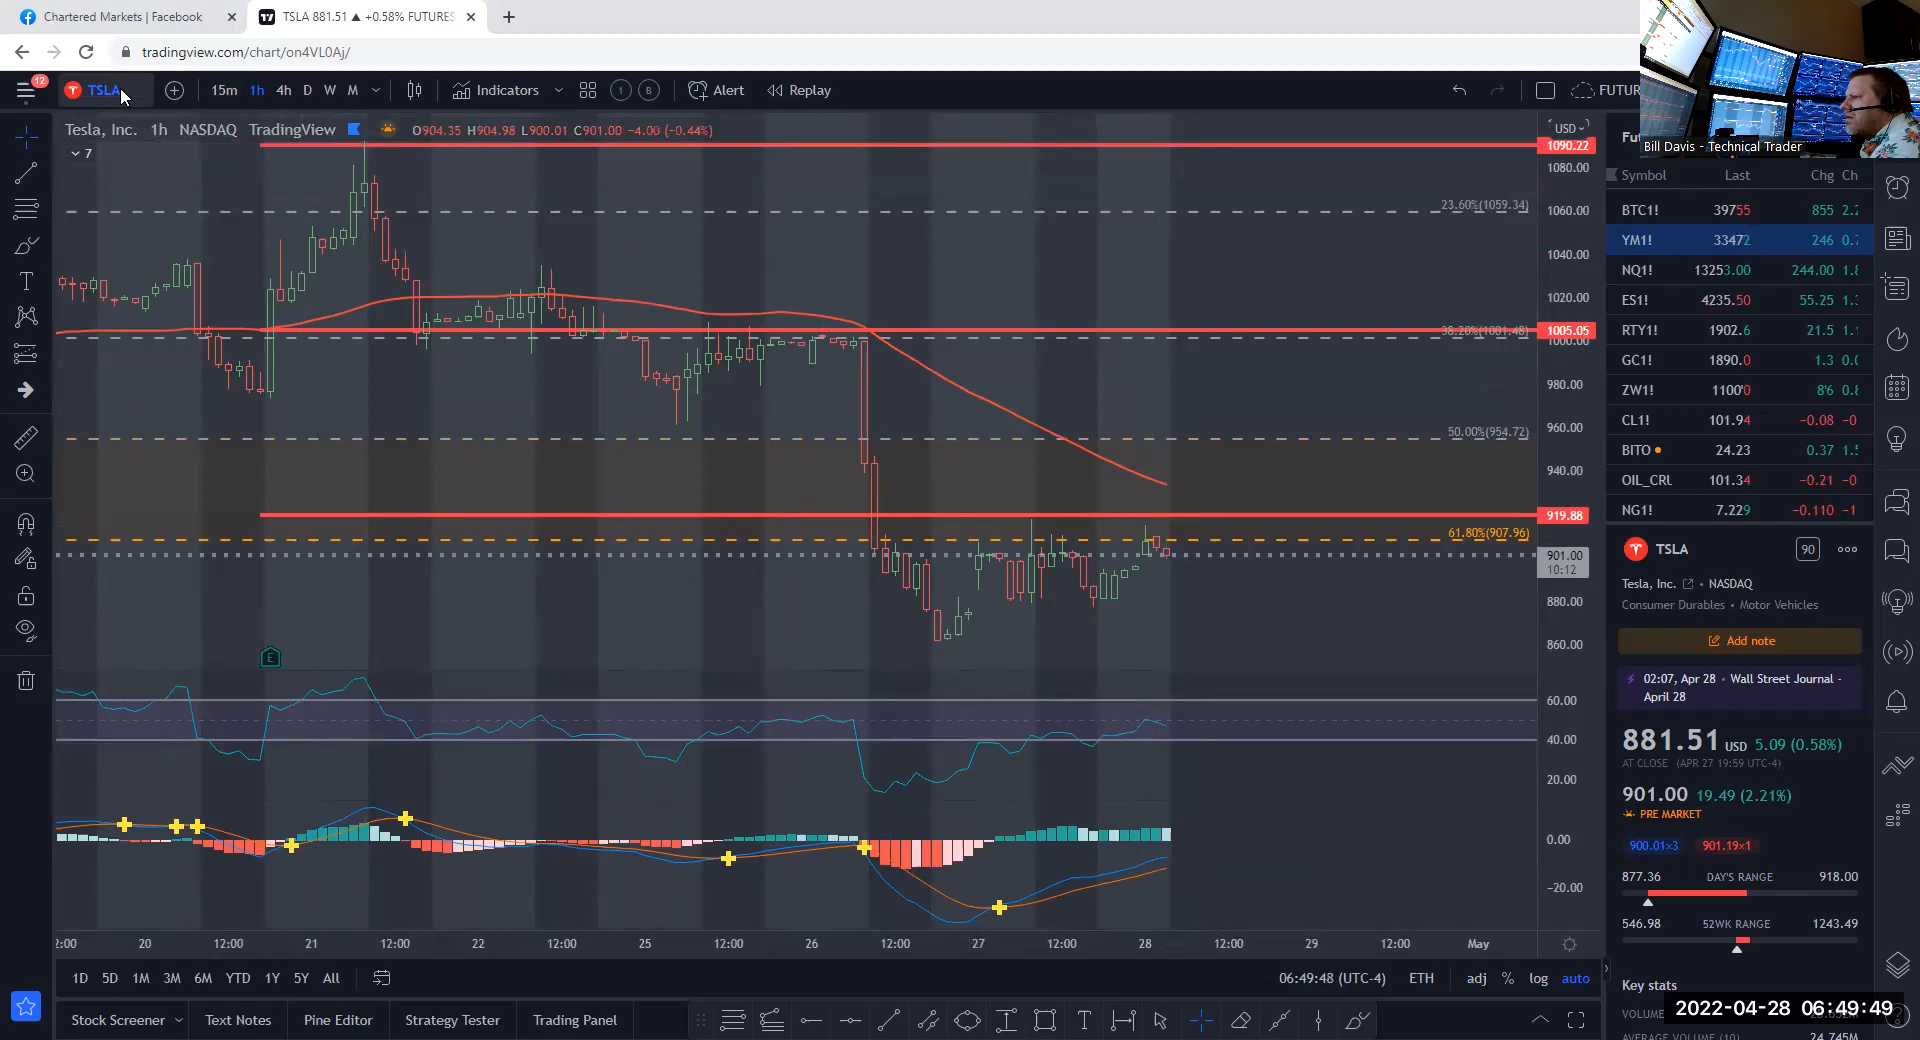 Chartered Markets | Facebook
TSLA 881.51 ▲ +0.58% FUTURES
tradingview.com/chart/on4VL0Aj/
12
TSLA
15m 1h 4h D W M
Indicators
1 B
Alert
Replay
FUTUR
Bill Davis - Technical Trader
Tesla, Inc. 1h NASDAQ TradingView
O904.35 H904.98 L900.01 C901.00 −4.00 (−0.44%)
7
USD
1090.22
1080.00
23.60%(1059.34)
1060.00
1040.00
1020.00
38.20%(1001.48)
1005.05
1000.00
980.00
960.00
50.00%(954.72)
940.00
919.88
61.80%(907.96)
901.00
10:12
880.00
860.00
E
60.00
40.00
20.00
0.00
−20.00
2:00 20 12:00 21 12:00 22 12:00 25 12:00 26 12:00 27 12:00 28 12:00 29 12:00 May
1D 5D 1M 3M 6M YTD 1Y 5Y All
06:49:48 (UTC-4) ETH adj % log auto
Stock Screener Text Notes Pine Editor Strategy Tester Trading Panel
Fu
Symbol Last Chg Ch
BTC1! 39755 855 2.2
YM1! 33472 246 0.7
NQ1! 13253.00 244.00 1.8
ES1! 4235.50 55.25 1.3
RTY1! 1902.6 21.5 1.1
GC1! 1890.0 1.3 0.0
ZW1! 1100'0 8'6 0.8
CL1! 101.94 −0.08 −0
BITO 24.23 0.37 1.5
OIL_CRU 101.34 −0.21 −0
NG1! 7.229 −0.110 −1
TSLA
90
Tesla, Inc. • NASDAQ
Consumer Durables • Motor Vehicles
Add note
02:07, Apr 28 • Wall Street Journal -
April 28
881.51 USD 5.09 (0.58%)
AT CLOSE (APR 27 19:59 UTC-4)
901.00 19.49 (2.21%)
PRE MARKET
900.01×3 901.19×1
877.36 DAY'S RANGE 918.00
546.98 52WK RANGE 1243.49
Key stats
2022-04-28 06:49:49
VOLUME